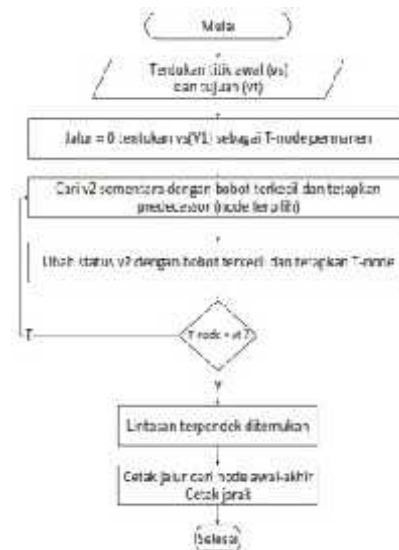 Mulai
Tentukan titik awal (vs)
dan tujuan (vt)
Jalur = 0 tentukan vs(V1) sebagai T-node permanen
Cari v2 sementara dengan bobot terkecil dan tetapkan
predecessor (node terpilih)
Ubah status v2 dengan bobot terkecil dan tetapkan T-node
T node = vt ?
T
Y
Lintasan terpendek ditemukan
Cetak jalur dari node awal-akhir
Cetak jarak
Selesai